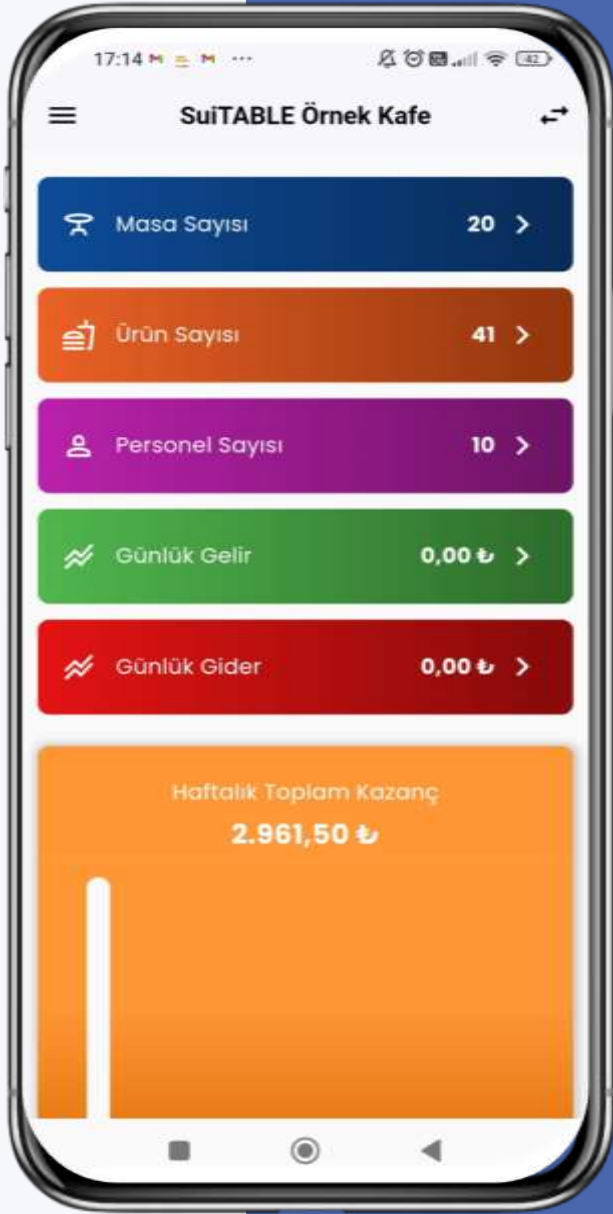 17:14
42
SuiTABLE Örnek Kafe
Masa Sayısı 20
Ürün Sayısı 41
Personel Sayısı 10
Günlük Gelir 0,00 ₺
Günlük Gider 0,00 ₺
Haftalık Toplam Kazanç
2.961,50 ₺